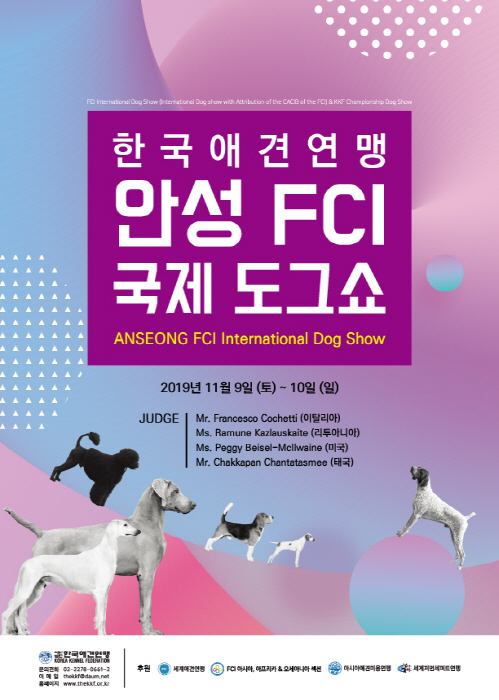 FCI International Dog Show (International Dog show with Attribution of the CACIB of the FCI) & KKF Championship Dog Show
한국애견연맹
안성 FCI
국제 도그쇼
ANSEONG FCI International Dog Show
2019년 11월 9일 (토) ~ 10일 (일)
JUDGE
Mr. Francesco Cochetti (이탈리아)
Ms. Ramune Kazlauskaite (리투아니아)
Ms. Peggy Beisel-McIlwaine (미국)
Mr. Chakkapan Chantatasmee (태국)
한국애견연맹
KOREA KENNEL FEDERATION
문의전화 02-2278-0661~2
이메일 thekkf@daum.net
홈페이지 www.thekkf.or.kr
후원
세계애견연맹
FCI 아시아, 아프리카 & 오세아니아 섹션
아시아애견미용연맹